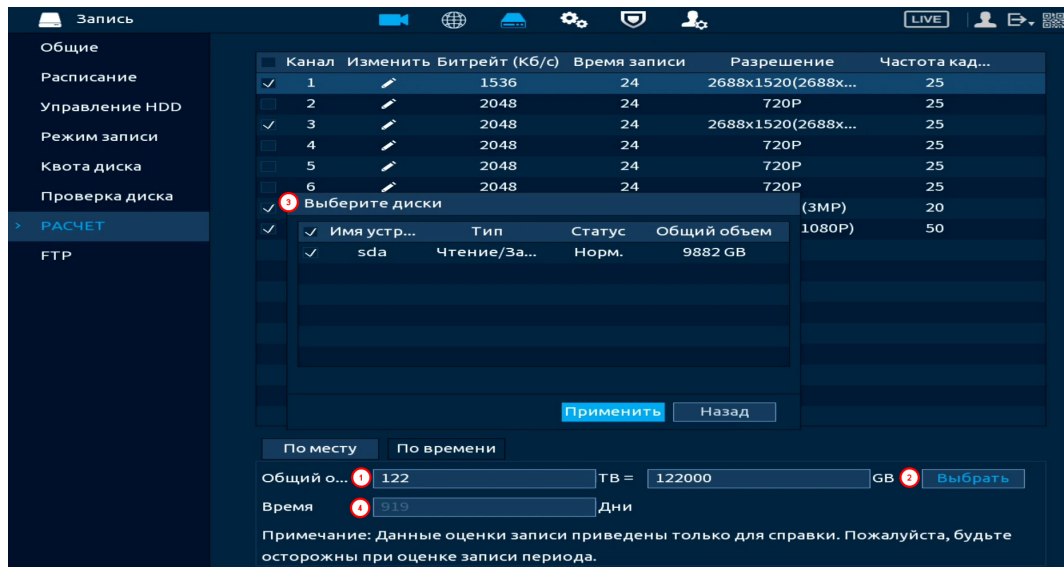 Запись LIVE
Общие
Расписание
Управление HDD
Режим записи
Квота диска
Проверка диска
> РАСЧЕТ
FTP
Канал Изменить Битрейт (Кб/с) Время записи Разрешение Частота кад...
1 1536 24 2688x1520(2688x... 25
2 2048 24 720P 25
3 2048 24 2688x1520(2688x... 25
4 2048 24 720P 25
5 2048 24 720P 25
6 2048 24 720P 25
(3MP) 20
1080P) 50
3 Выберите диски
Имя устр... Тип Статус Общий объем
sda Чтение/За... Норм. 9882 GB
Применить Назад
По месту По времени
Общий о... 1 122 TB = 122000 GB 2 Выбрать
Время 4 919 Дни
Примечание: Данные оценки записи приведены только для справки. Пожалуйста, будьте
осторожны при оценке записи периода.